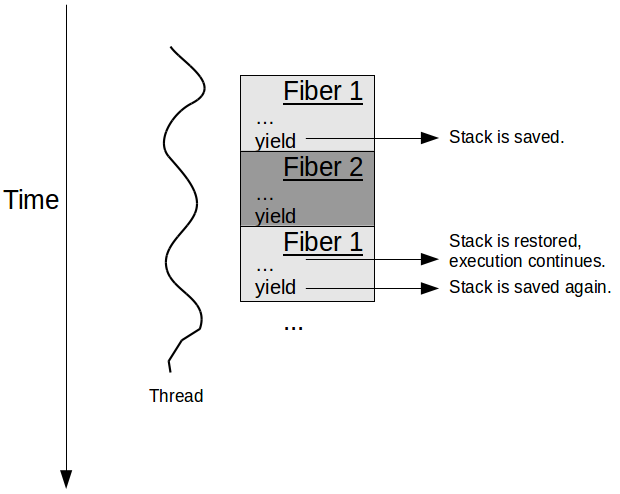 Fiber 1
...
yield
Stack is saved.
Fiber 2
...
yield
Time
Fiber 1
...
Stack is restored,
execution continues.
yield
Stack is saved again.
...
Thread